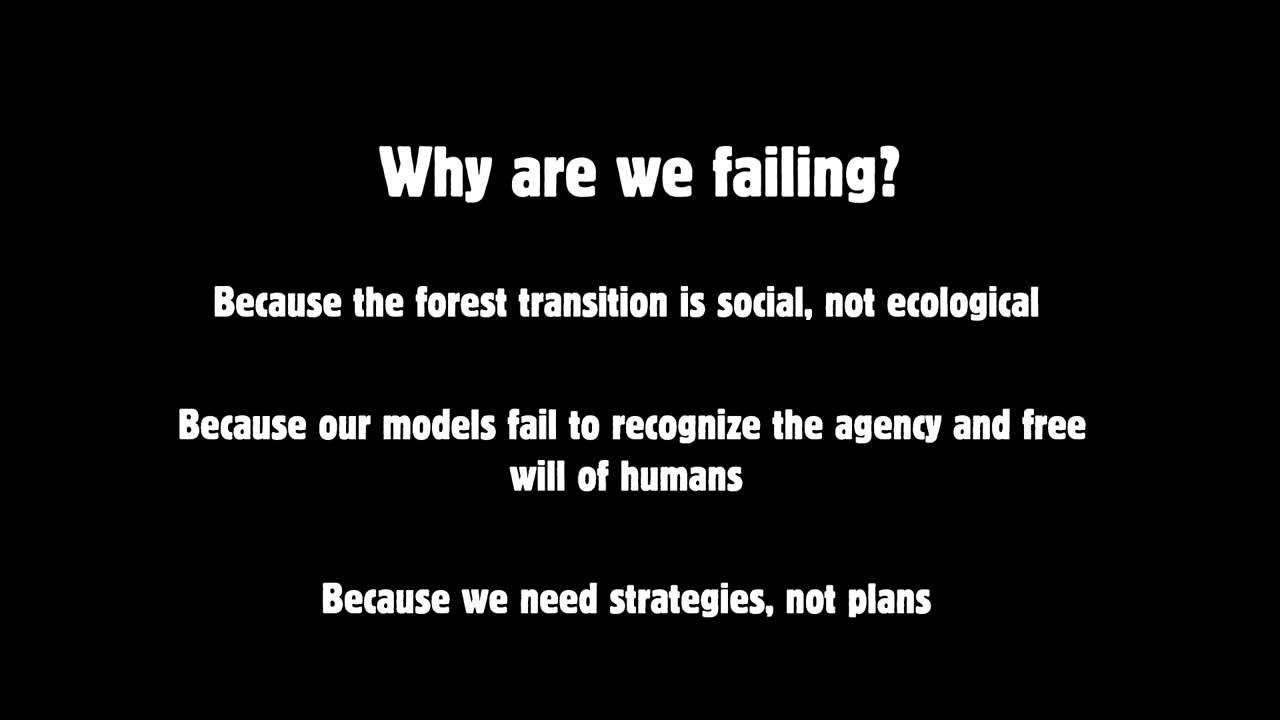 Why are we failing?
Because the forest transition is social, not ecological
Because our models fail to recognize the agency and free
will of humans
Because we need strategies, not plans